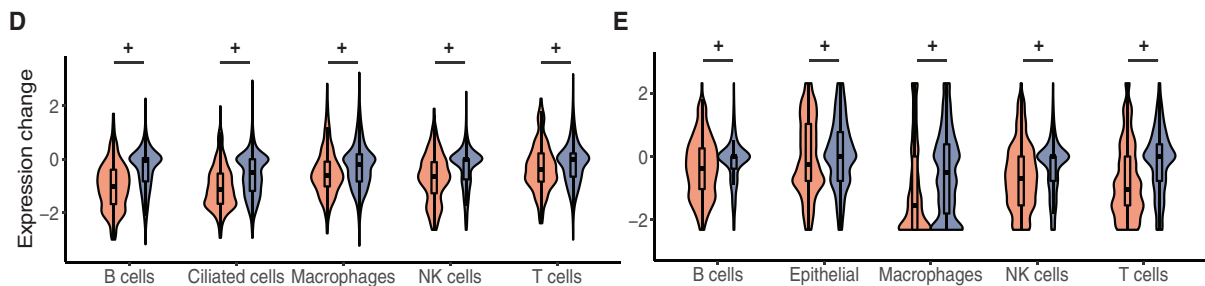 D
+ + + + +
Expression change
2
0
−2
B cells Ciliated cells Macrophages NK cells T cells
E
+ + + + +
2
0
−2
B cells Epithelial Macrophages NK cells T cells